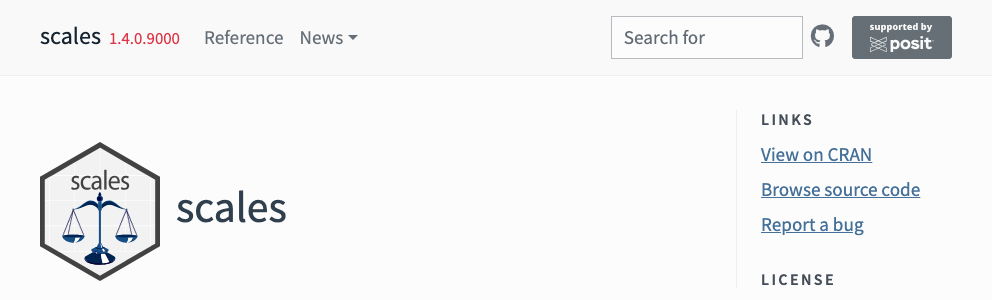 scales 1.4.0.9000 Reference News Search for supported by posit
scales
scales
LINKS
View on CRAN
Browse source code
Report a bug
LICENSE